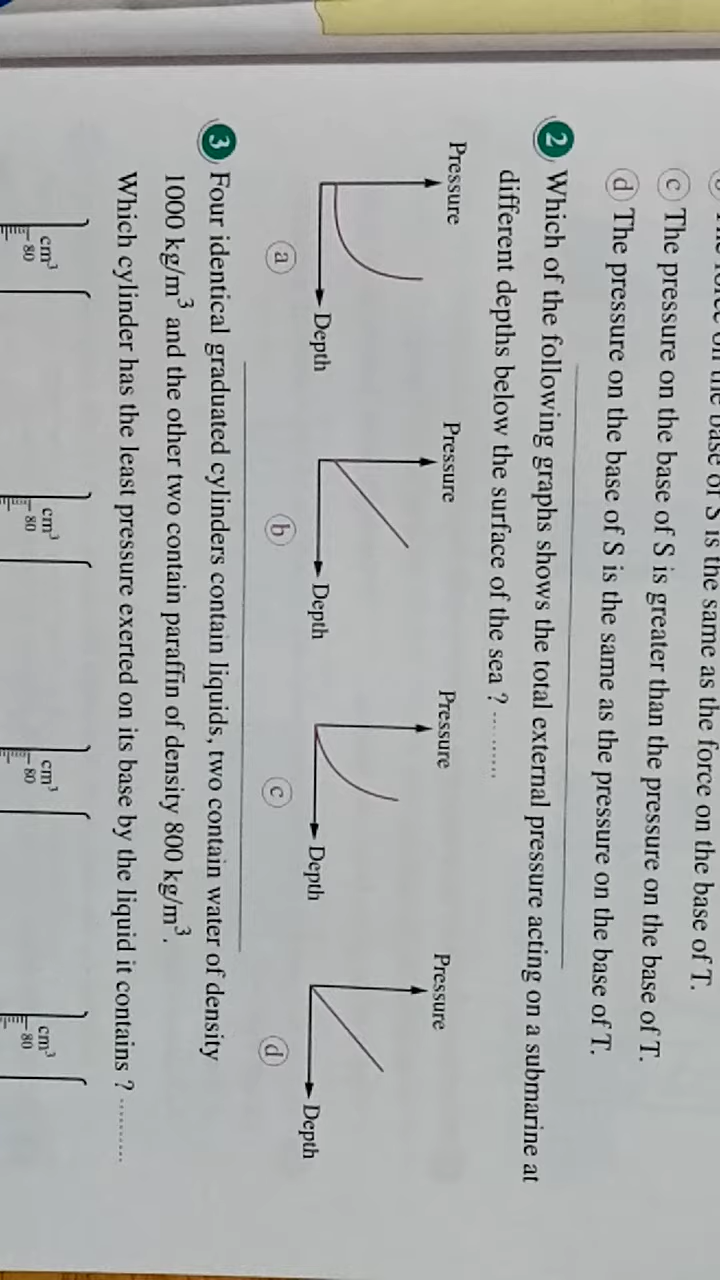 is the same as the force on the base of T.
c The pressure on the base of S is greater than the pressure on the base of T.
d The pressure on the base of S is the same as the pressure on the base of T.
2 Which of the following graphs shows the total external pressure acting on a submarine at
different depths below the surface of the sea ? .........
Pressure Pressure Pressure Pressure
Depth Depth Depth Depth
a b c d
3 Four identical graduated cylinders contain liquids, two contain water of density
1000 kg/m³ and the other two contain paraffin of density 800 kg/m³.
Which cylinder has the least pressure exerted on its base by the liquid it contains ? ..........
cm³ cm³ cm³ cm³
80 80 80 80